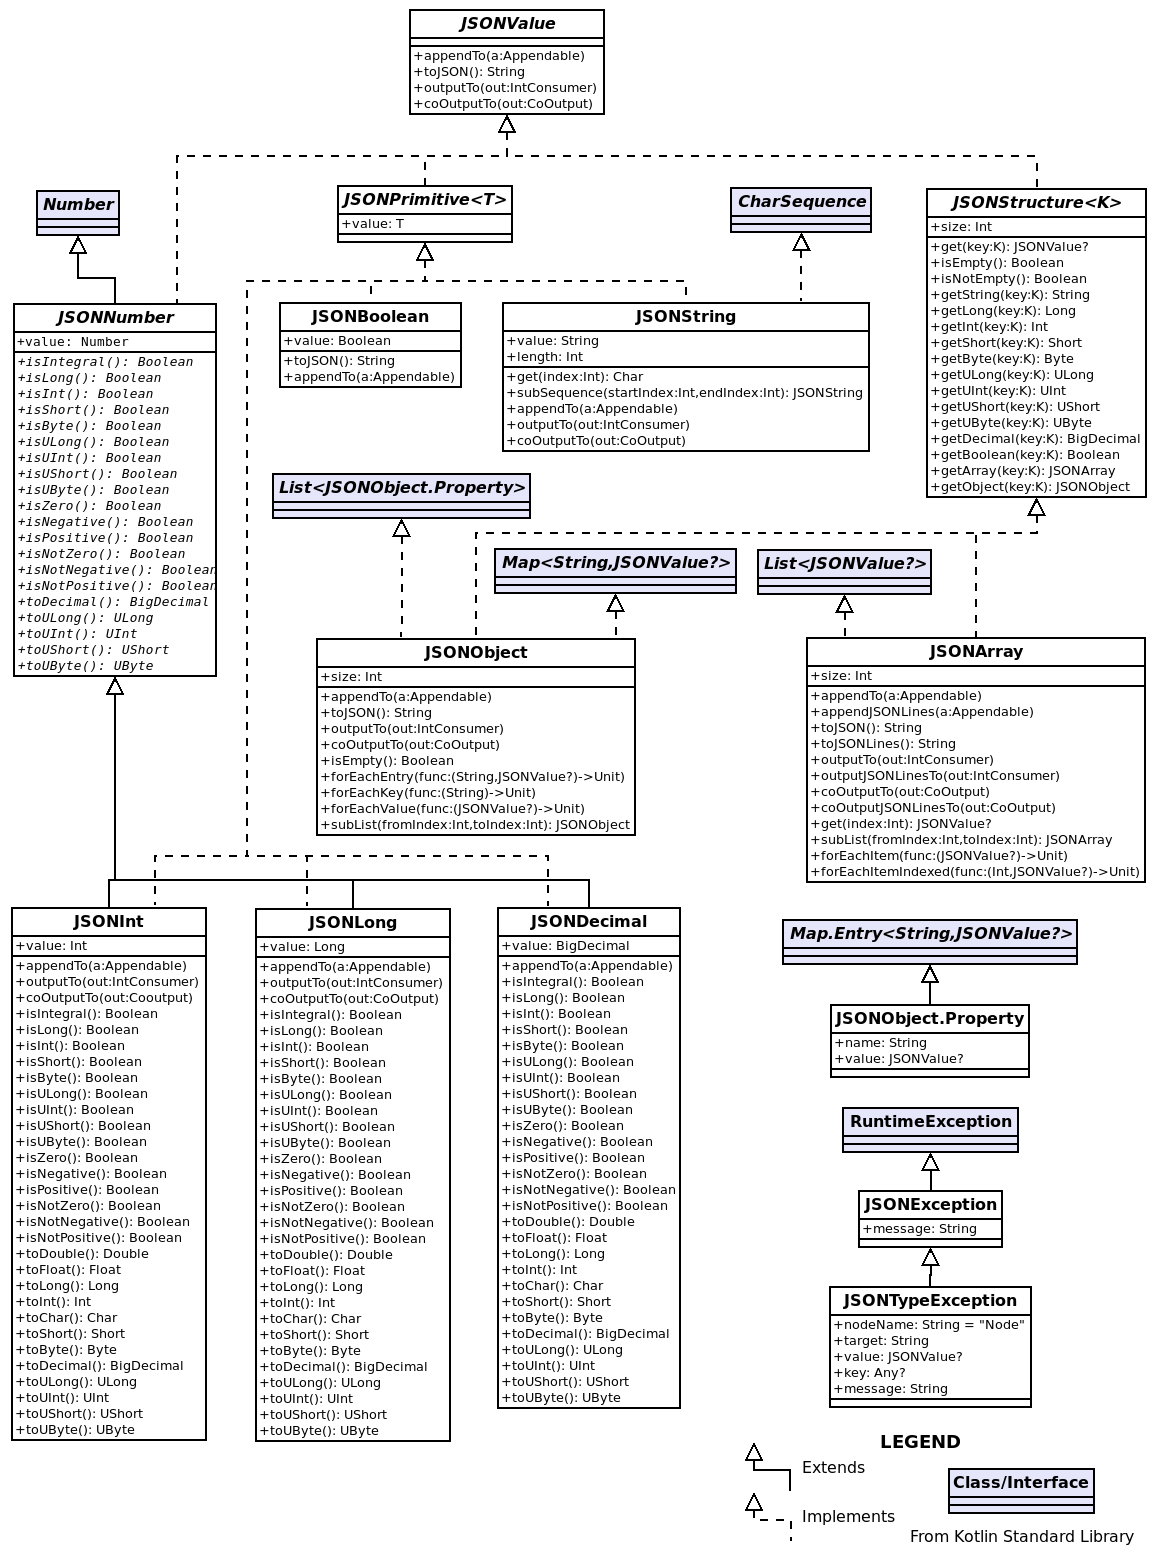 JSONValue
+appendTo(a:Appendable)
+toJSON(): String
+outputTo(out:IntConsumer)
+coOutputTo(out:CoOutput)
Number
JSONPrimitive<T>
+value: T
CharSequence
JSONStructure<K>
+size: Int
+get(key:K): JSONValue?
+isEmpty(): Boolean
+isNotEmpty(): Boolean
+getString(key:K): String
+getLong(key:K): Long
+getInt(key:K): Int
+getShort(key:K): Short
+getByte(key:K): Byte
+getULong(key:K): ULong
+getUInt(key:K): UInt
+getUShort(key:K): UShort
+getUByte(key:K): UByte
+getDecimal(key:K): BigDecimal
+getBoolean(key:K): Boolean
+getArray(key:K): JSONArray
+getObject(key:K): JSONObject
JSONNumber
+value: Number
+isIntegral(): Boolean
+isLong(): Boolean
+isInt(): Boolean
+isShort(): Boolean
+isByte(): Boolean
+isULong(): Boolean
+isUInt(): Boolean
+isUShort(): Boolean
+isUByte(): Boolean
+isZero(): Boolean
+isNegative(): Boolean
+isPositive(): Boolean
+isNotZero(): Boolean
+isNotNegative(): Boolean
+isNotPositive(): Boolean
+toDecimal(): BigDecimal
+toULong(): ULong
+toUInt(): UInt
+toUShort(): UShort
+toUByte(): UByte
JSONBoolean
+value: Boolean
+toJSON(): String
+appendTo(a:Appendable)
JSONString
+value: String
+length: Int
+get(index:Int): Char
+subSequence(startIndex:Int,endIndex:Int): JSONString
+appendTo(a:Appendable)
+outputTo(out:IntConsumer)
+coOutputTo(out:CoOutput)
List<JSONObject.Property>
Map<String,JSONValue?>
List<JSONValue?>
JSONObject
+size: Int
+appendTo(a:Appendable)
+toJSON(): String
+outputTo(out:IntConsumer)
+coOutputTo(out:CoOutput)
+isEmpty(): Boolean
+forEachEntry(func:(String,JSONValue?)->Unit)
+forEachKey(func:(String)->Unit)
+forEachValue(func:(JSONValue?)->Unit)
+subList(fromIndex:Int,toIndex:Int): JSONObject
JSONArray
+size: Int
+appendTo(a:Appendable)
+appendJSONLines(a:Appendable)
+toJSON(): String
+toJSONLines(): String
+outputTo(out:IntConsumer)
+outputJSONLinesTo(out:IntConsumer)
+coOutputTo(out:CoOutput)
+coOutputJSONLinesTo(out:CoOutput)
+get(index:Int): JSONValue?
+subList(fromIndex:Int,toIndex:Int): JSONArray
+forEachItem(func:(JSONValue?)->Unit)
+forEachItemIndexed(func:(Int,JSONValue?)->Unit)
JSONInt
+value: Int
+appendTo(a:Appendable)
+outputTo(out:IntConsumer)
+coOutputTo(out:Cooutput)
+isIntegral(): Boolean
+isLong(): Boolean
+isInt(): Boolean
+isShort(): Boolean
+isByte(): Boolean
+isULong(): Boolean
+isUInt(): Boolean
+isUShort(): Boolean
+isUByte(): Boolean
+isZero(): Boolean
+isNegative(): Boolean
+isPositive(): Boolean
+isNotZero(): Boolean
+isNotNegative(): Boolean
+isNotPositive(): Boolean
+toDouble(): Double
+toFloat(): Float
+toLong(): Long
+toInt(): Int
+toChar(): Char
+toShort(): Short
+toByte(): Byte
+toDecimal(): BigDecimal
+toULong(): ULong
+toUInt(): UInt
+toUShort(): UShort
+toUByte(): UByte
JSONLong
+value: Long
+appendTo(a:Appendable)
+outputTo(out:IntConsumer)
+coOutputTo(out:CoOutput)
+isIntegral(): Boolean
+isLong(): Boolean
+isInt(): Boolean
+isShort(): Boolean
+isByte(): Boolean
+isULong(): Boolean
+isUInt(): Boolean
+isUShort(): Boolean
+isUByte(): Boolean
+isZero(): Boolean
+isNegative(): Boolean
+isPositive(): Boolean
+isNotZero(): Boolean
+isNotNegative(): Boolean
+isNotPositive(): Boolean
+toDouble(): Double
+toFloat(): Float
+toLong(): Long
+toInt(): Int
+toChar(): Char
+toShort(): Short
+toByte(): Byte
+toDecimal(): BigDecimal
+toULong(): ULong
+toUInt(): UInt
+toUShort(): UShort
+toUByte(): UByte
JSONDecimal
+value: BigDecimal
+appendTo(a:Appendable)
+isIntegral(): Boolean
+isLong(): Boolean
+isInt(): Boolean
+isShort(): Boolean
+isByte(): Boolean
+isULong(): Boolean
+isUInt(): Boolean
+isUShort(): Boolean
+isUByte(): Boolean
+isZero(): Boolean
+isNegative(): Boolean
+isPositive(): Boolean
+isNotZero(): Boolean
+isNotNegative(): Boolean
+isNotPositive(): Boolean
+toDouble(): Double
+toFloat(): Float
+toLong(): Long
+toInt(): Int
+toChar(): Char
+toShort(): Short
+toByte(): Byte
+toDecimal(): BigDecimal
+toULong(): ULong
+toUInt(): UInt
+toUShort(): UShort
+toUByte(): UByte
Map.Entry<String,JSONValue?>
JSONObject.Property
+name: String
+value: JSONValue?
RuntimeException
JSONException
+message: String
JSONTypeException
+nodeName: String = "Node"
+target: String
+value: JSONValue?
+key: Any?
+message: String
LEGEND
Extends
Class/Interface
Implements
From Kotlin Standard Library